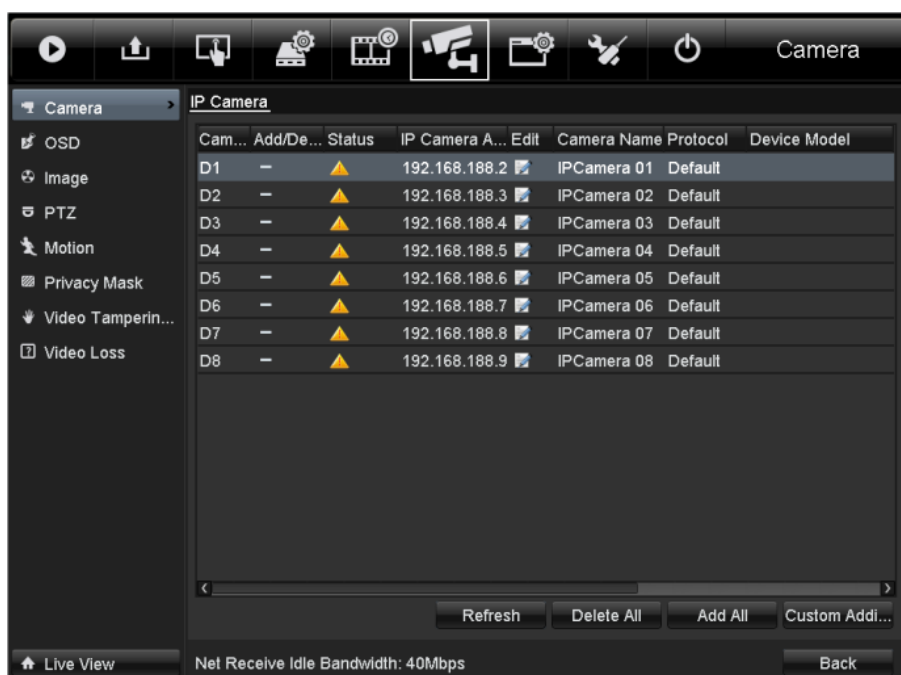 Camera
Camera
OSD
Image
PTZ
Motion
Privacy Mask
Video Tamperin...
Video Loss
Live View
IP Camera
Cam... Add/De... Status IP Camera A... Edit Camera Name Protocol Device Model
D1 – 192.168.188.2 IPCamera 01 Default
D2 – 192.168.188.3 IPCamera 02 Default
D3 – 192.168.188.4 IPCamera 03 Default
D4 – 192.168.188.5 IPCamera 04 Default
D5 – 192.168.188.6 IPCamera 05 Default
D6 – 192.168.188.7 IPCamera 06 Default
D7 – 192.168.188.8 IPCamera 07 Default
D8 – 192.168.188.9 IPCamera 08 Default
Refresh Delete All Add All Custom Addi...
Net Receive Idle Bandwidth: 40Mbps Back